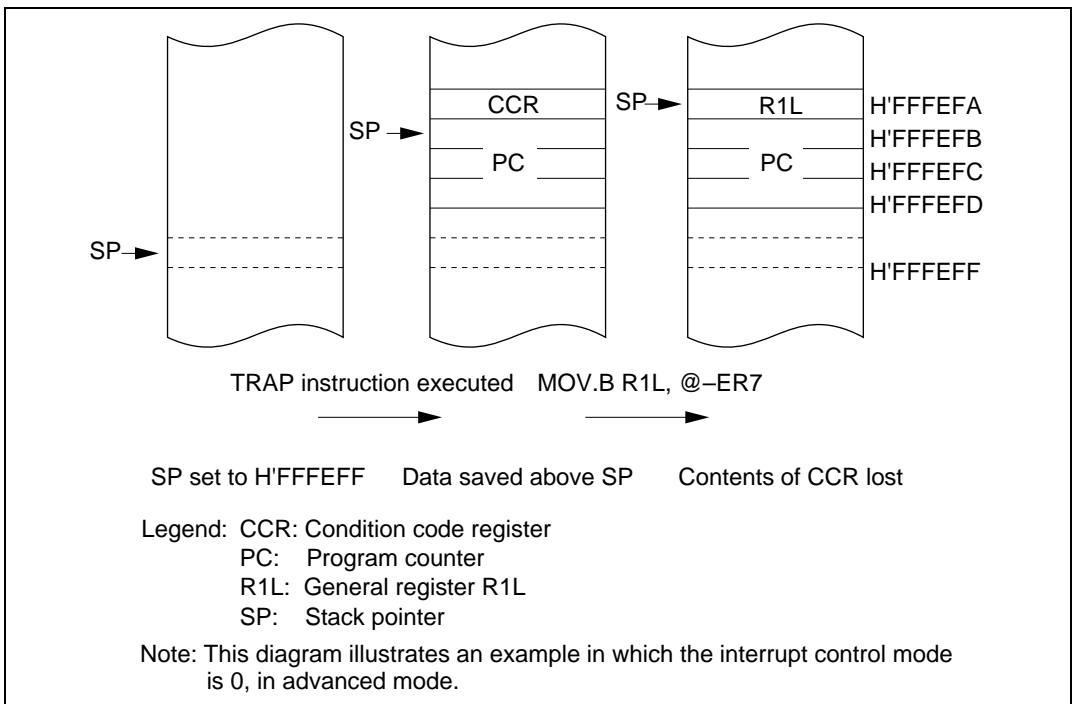 CCR
SP
R1L
H'FFFEFA
SP
H'FFFEFB
PC
PC
H'FFFEFC
H'FFFEFD
SP
H'FFFEFF
TRAP instruction executed
MOV.B R1L, @–ER7
SP set to H'FFFEFF
Data saved above SP
Contents of CCR lost
Legend: CCR: Condition code register
PC: Program counter
R1L: General register R1L
SP: Stack pointer
Note: This diagram illustrates an example in which the interrupt control mode
is 0, in advanced mode.